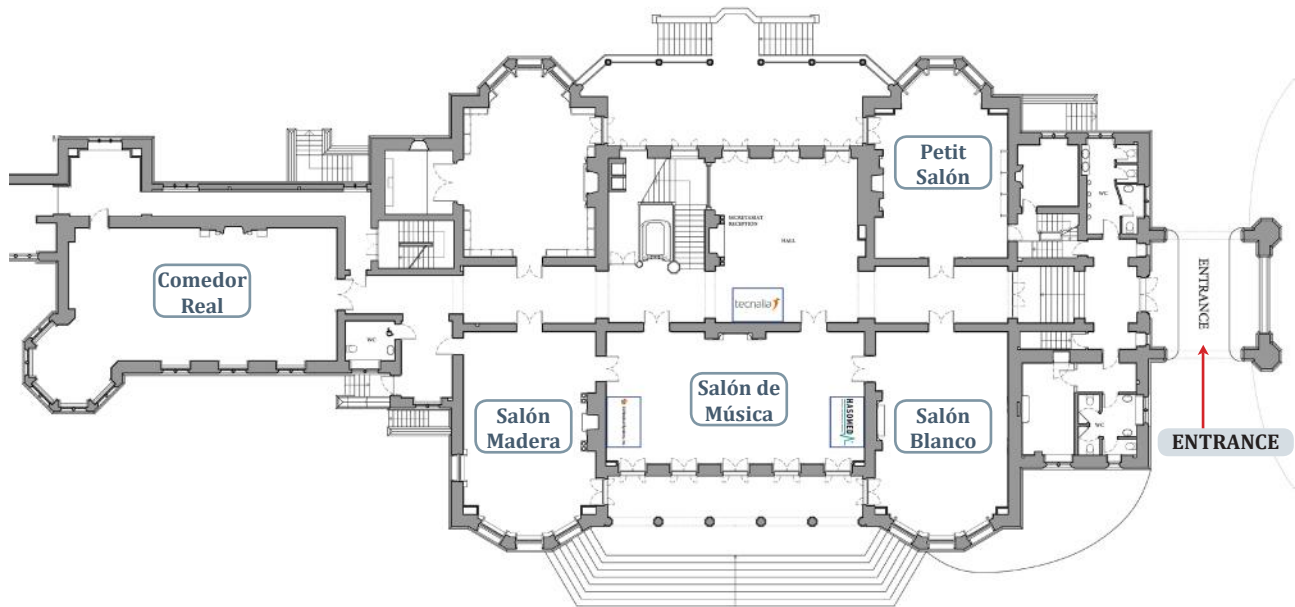 Petit
Salón
WC
SECRETARIAT
RECEPTION
HALL
Comedor
Real
ENTRANCE
tecnalia
WC
Salón de
Música
Salón
Madera
HASOMED
Salón
Blanco
WC
ENTRANCE